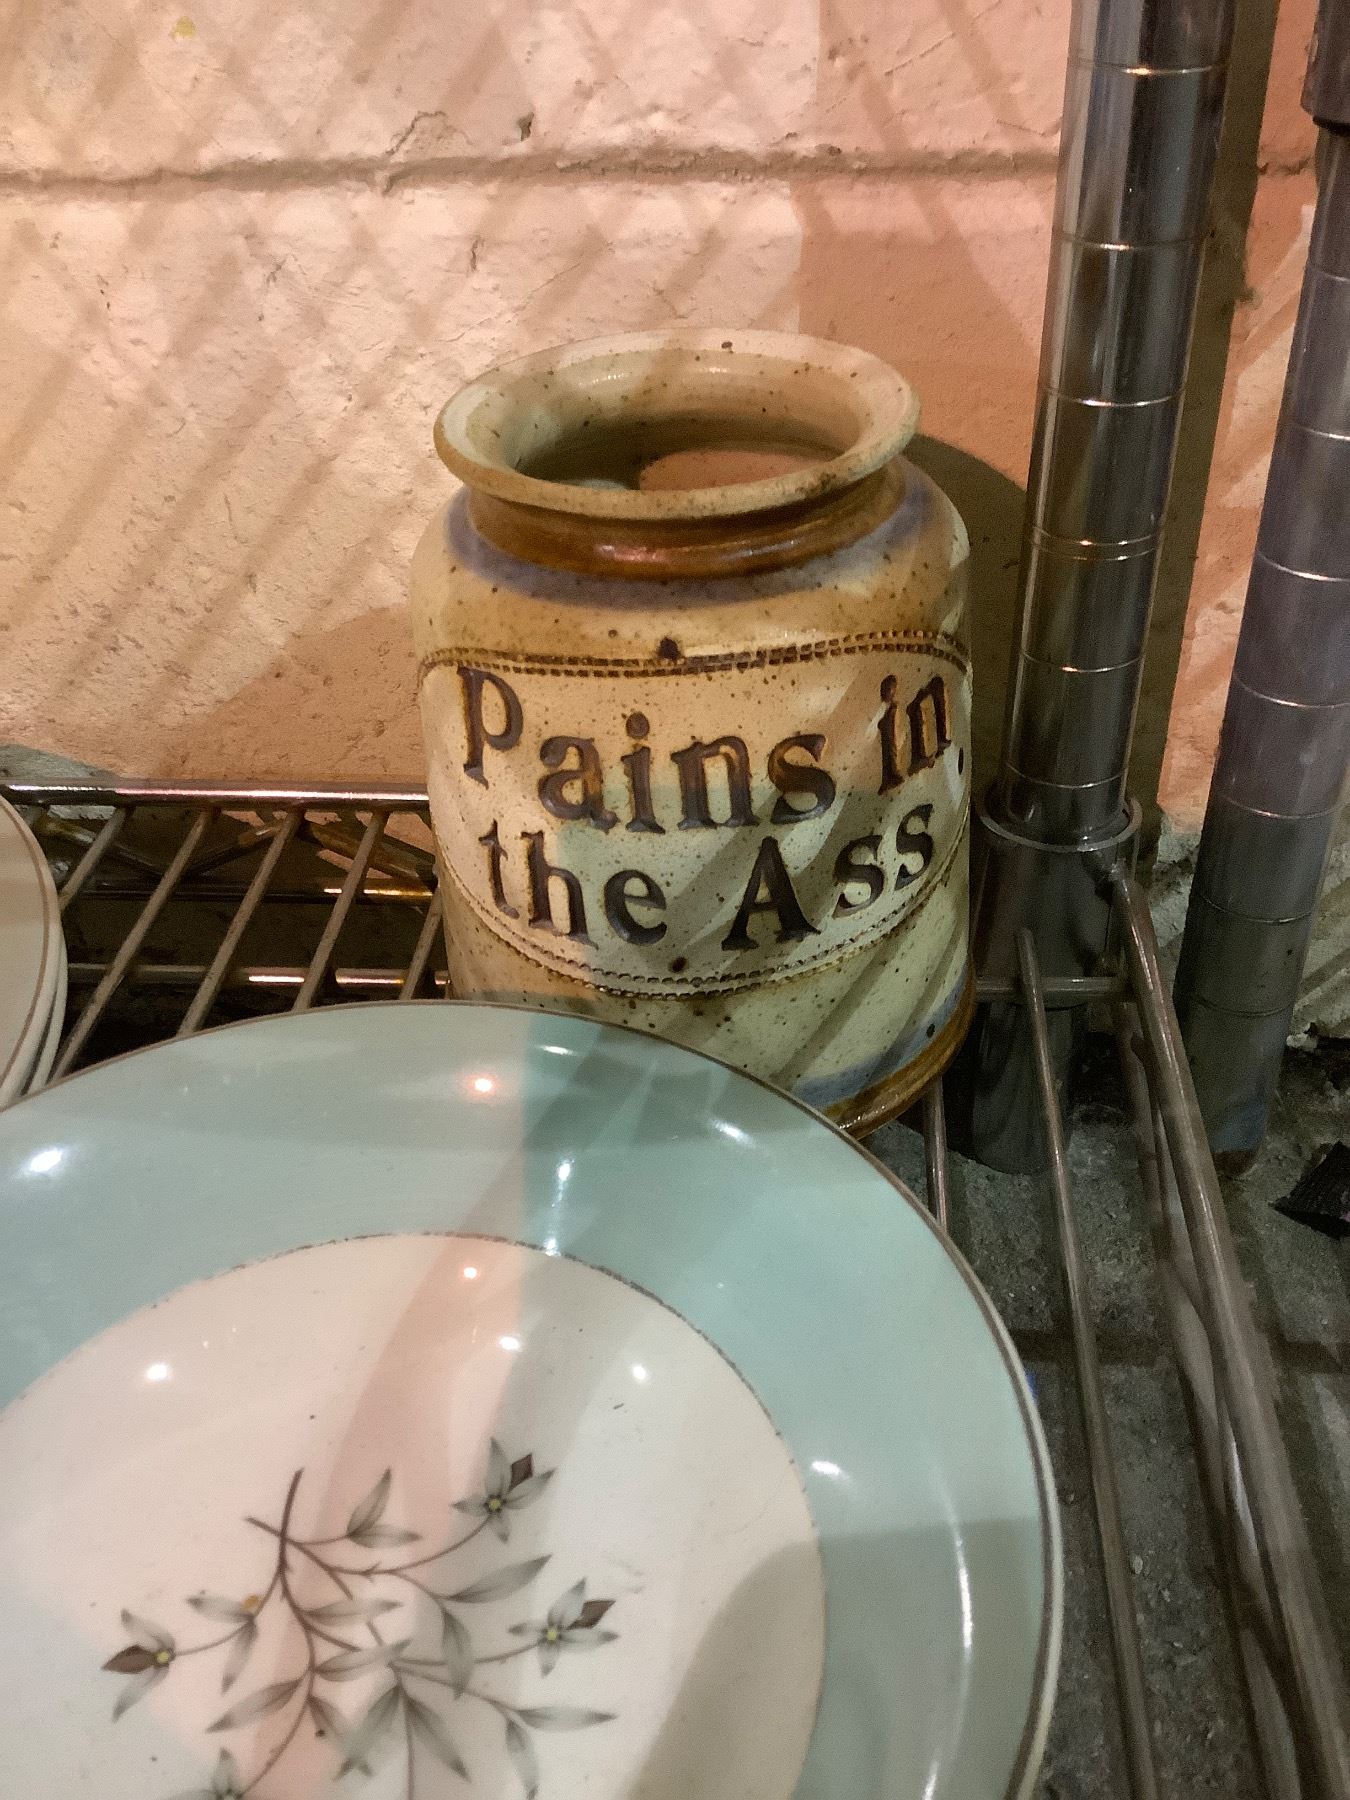 Pains in
the Ass